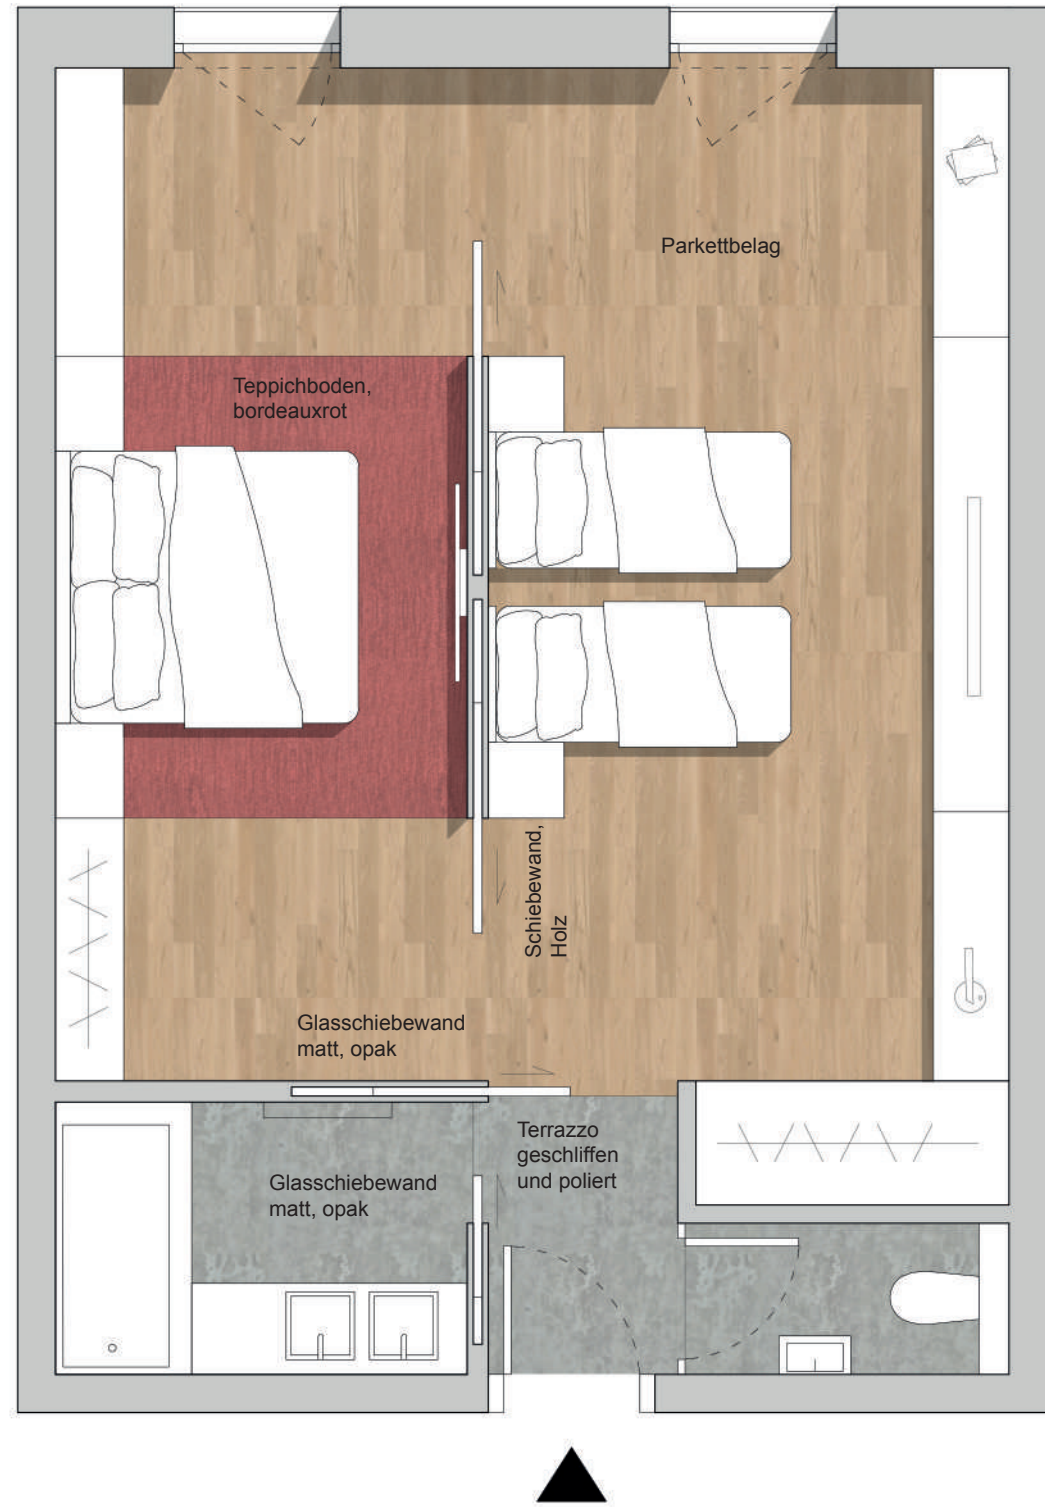 Parkettbelag
Teppichboden,
bordeauxrot
Schiebewand,
Holz
Glasschiebewand
matt, opak
Terrazzo
geschliffen
und poliert
Glasschiebewand
matt, opak